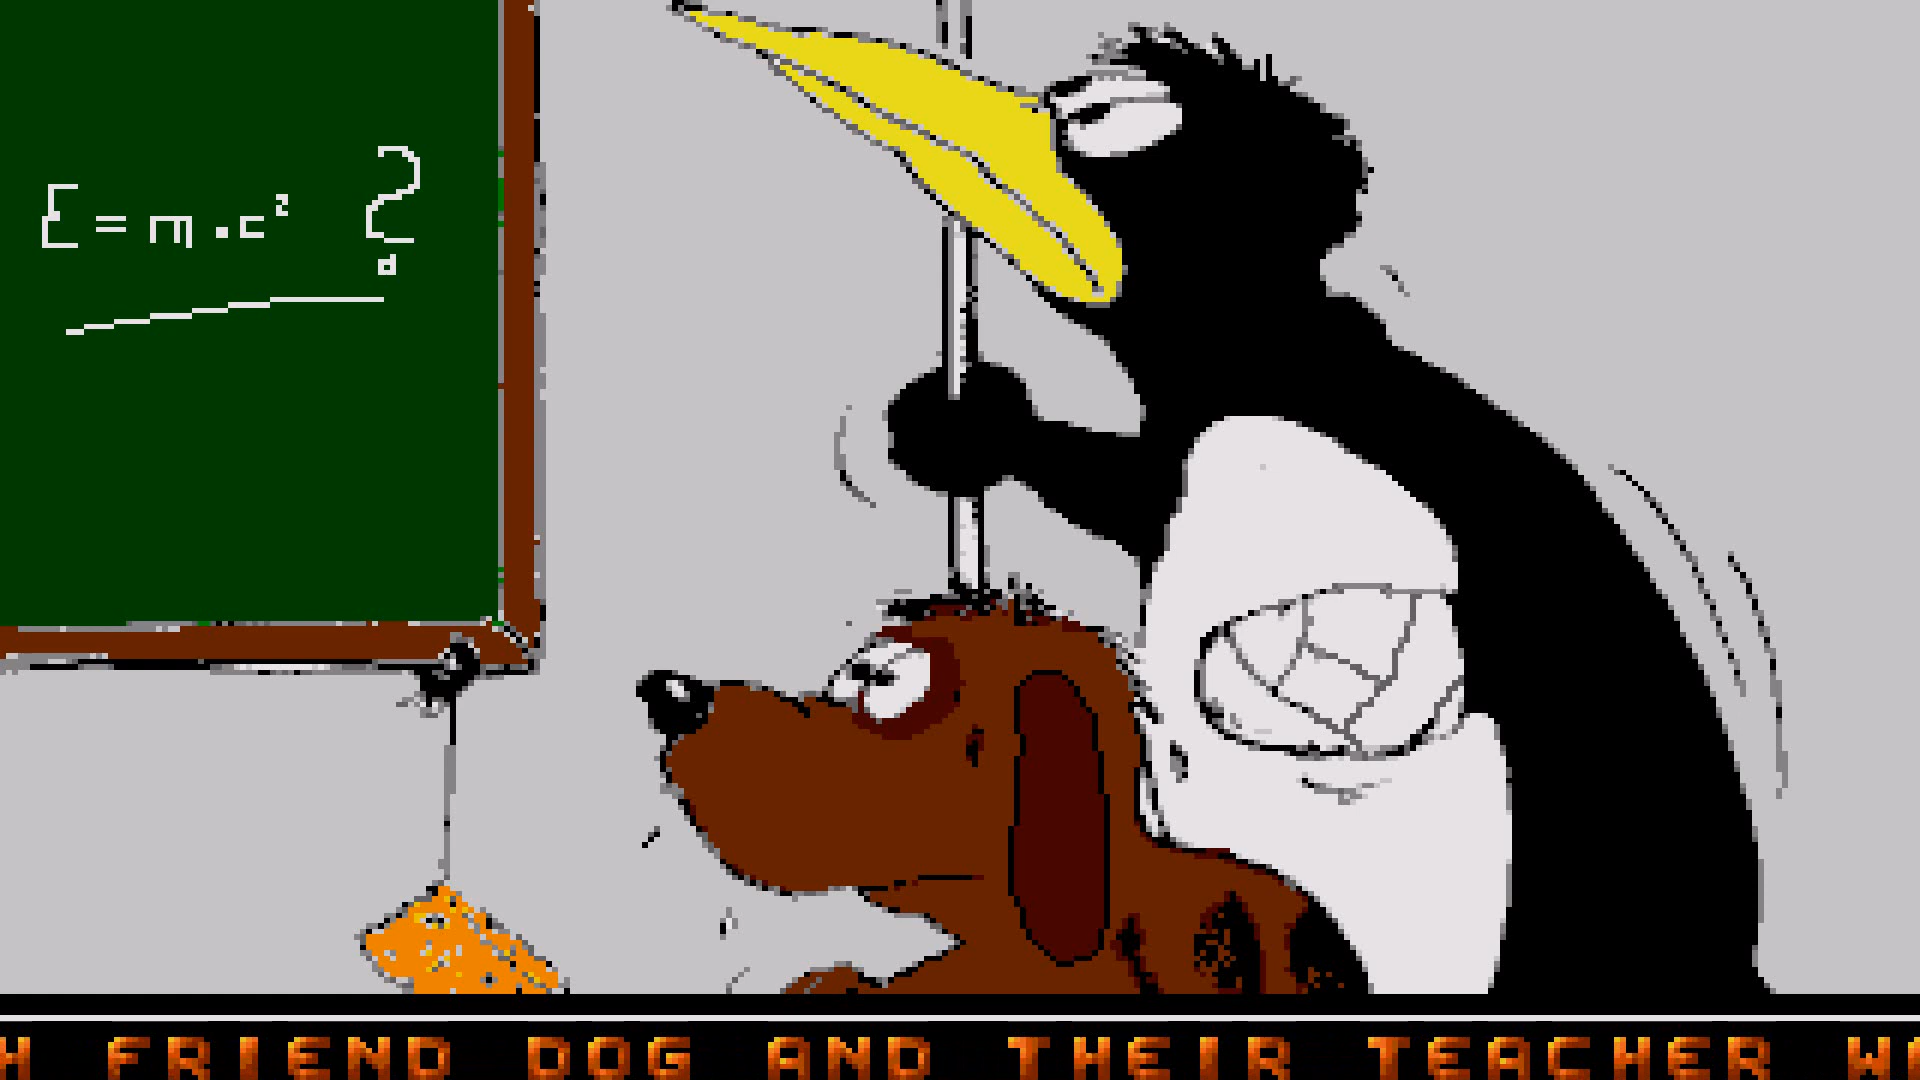 E = m . c² ?
FRIEND DOG AND THEIR TEACHER